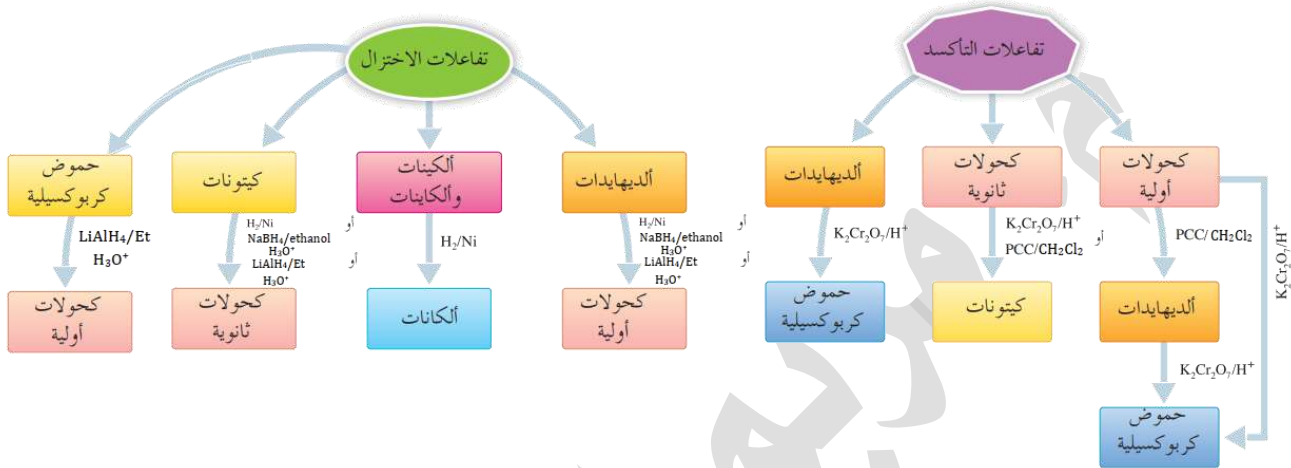 تفاعلات التأكسد
كحولات
أولية
PCC/CH₂Cl₂
ألديهايدات
K₂Cr₂O₇/H⁺
حموض
كربوكسيلية
K₂Cr₂O₇/H⁺
كحولات
ثانوية
K₂Cr₂O₇/H⁺ أو
PCC/CH₂Cl₂
كيتونات
ألديهايدات
K₂Cr₂O₇/H⁺
حموض
كربوكسيلية
تفاعلات الاختزال
ألديهايدات
H₂/Ni أو
NaBH₄/ethanol
H₃O⁺
LiAlH₄/Et أو
H₃O⁺
كحولات
أولية
ألكينات
وألكاينات
H₂/Ni
ألكانات
كيتونات
H₂/Ni أو
NaBH₄/ethanol
H₃O⁺
LiAlH₄/Et أو
H₃O⁺
كحولات
ثانوية
حموض
كربوكسيلية
LiAlH₄/Et
H₃O⁺
كحولات
أولية